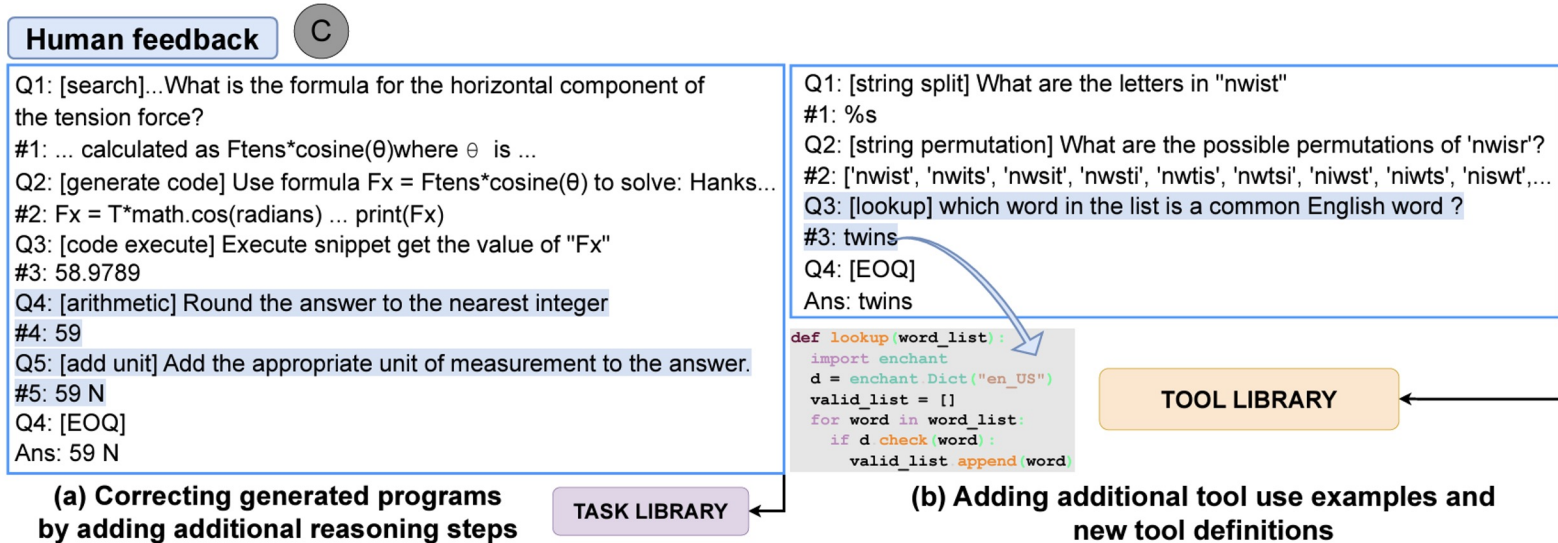 Human feedback
C
Q1: [search]...What is the formula for the horizontal component of
the tension force?
#1: ... calculated as Ftens*cosine(θ)where θ is ...
Q2: [generate code] Use formula Fx = Ftens*cosine(θ) to solve: Hanks...
#2: Fx = T*math.cos(radians) ... print(Fx)
Q3: [code execute] Execute snippet get the value of "Fx"
#3: 58.9789
Q4: [arithmetic] Round the answer to the nearest integer
#4: 59
Q5: [add unit] Add the appropriate unit of measurement to the answer.
#5: 59 N
Q4: [EOQ]
Ans: 59 N
(a) Correcting generated programs
by adding additional reasoning steps
TASK LIBRARY
Q1: [string split] What are the letters in "nwist"
#1: %s
Q2: [string permutation] What are the possible permutations of 'nwisr'?
#2: ['nwist', 'nwits', 'nwsit', 'nwsti', 'nwtis', 'nwtsi', 'niwst', 'niwts', 'niswt',...
Q3: [lookup] which word in the list is a common English word ?
#3: twins
Q4: [EOQ]
Ans: twins
def lookup(word_list):
import enchant
d = enchant.Dict("en_US")
valid_list = []
for word in word_list:
if d.check(word):
valid_list.append(word)
TOOL LIBRARY
(b) Adding additional tool use examples and
new tool definitions